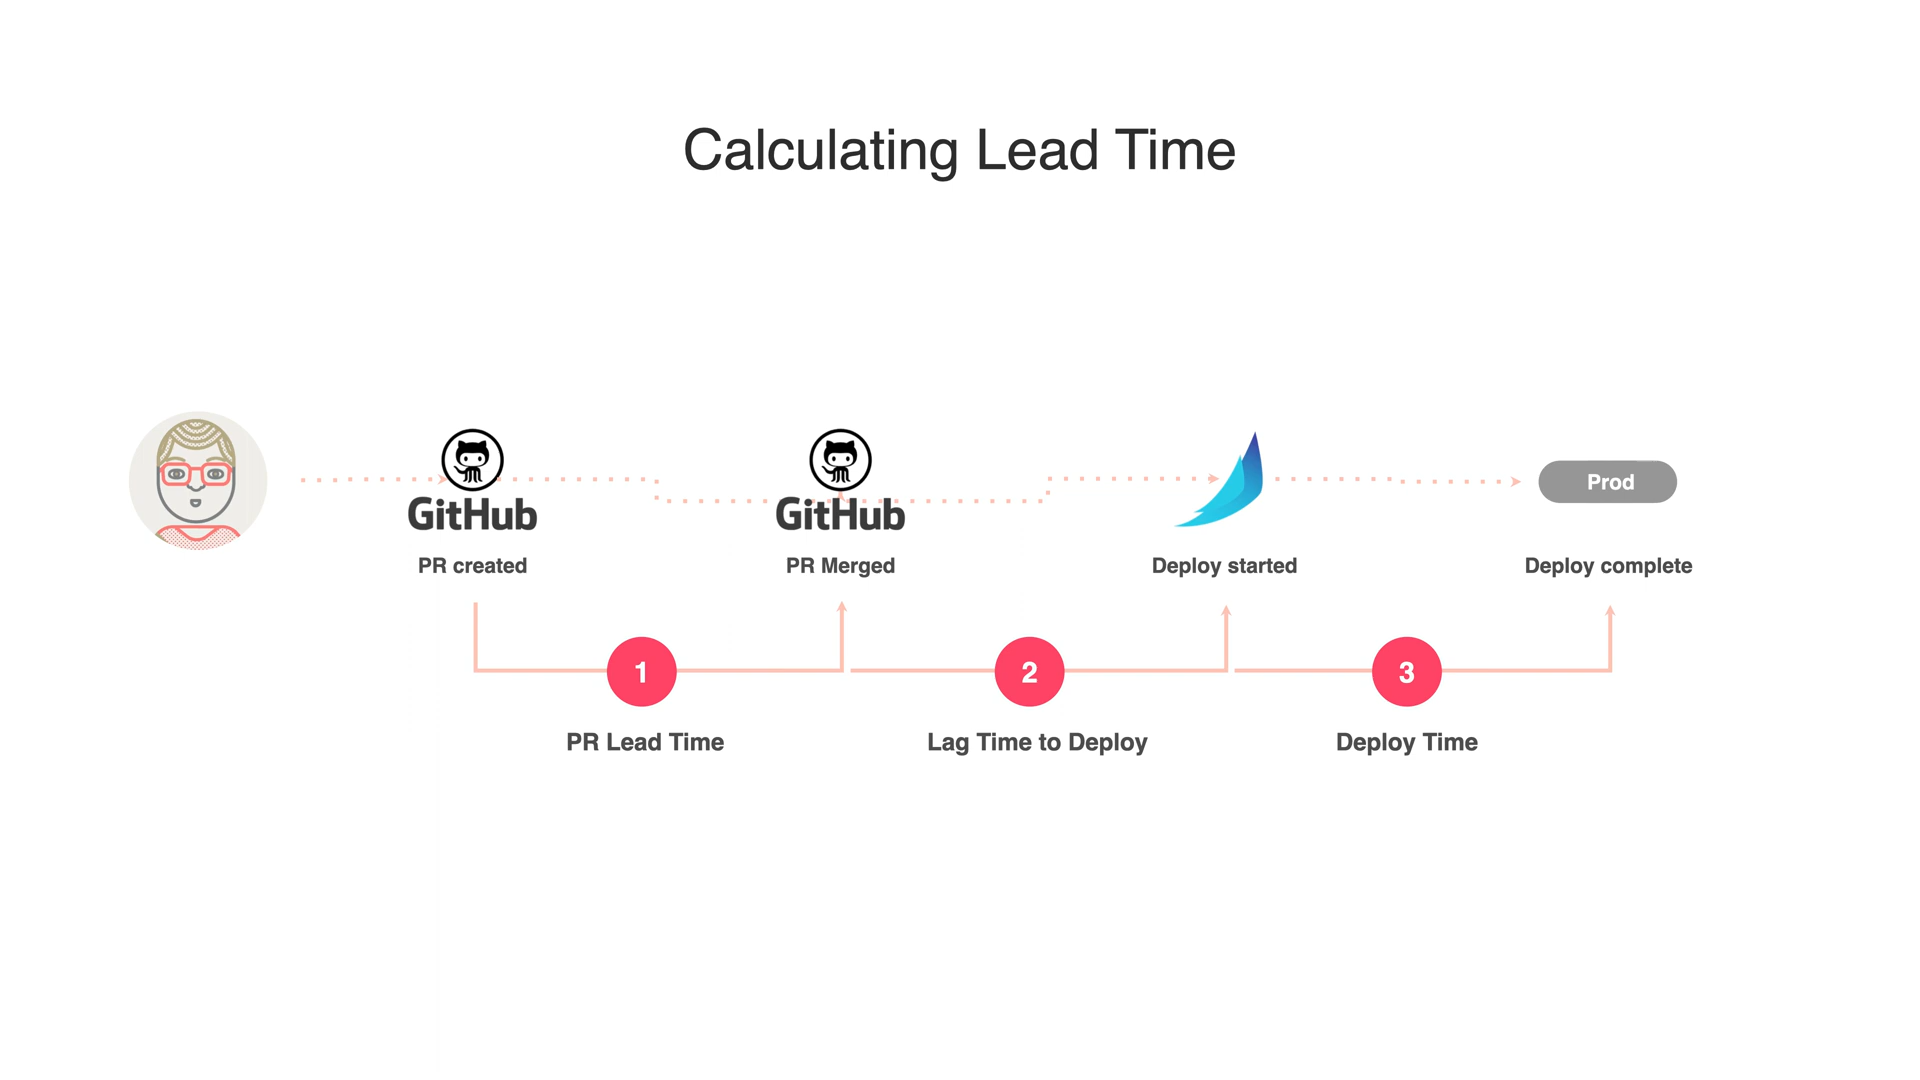 Calculating Lead Time
GitHub
GitHub
Prod
PR created
PR Merged
Deploy started
Deploy complete
1
2
3
PR Lead Time
Lag Time to Deploy
Deploy Time